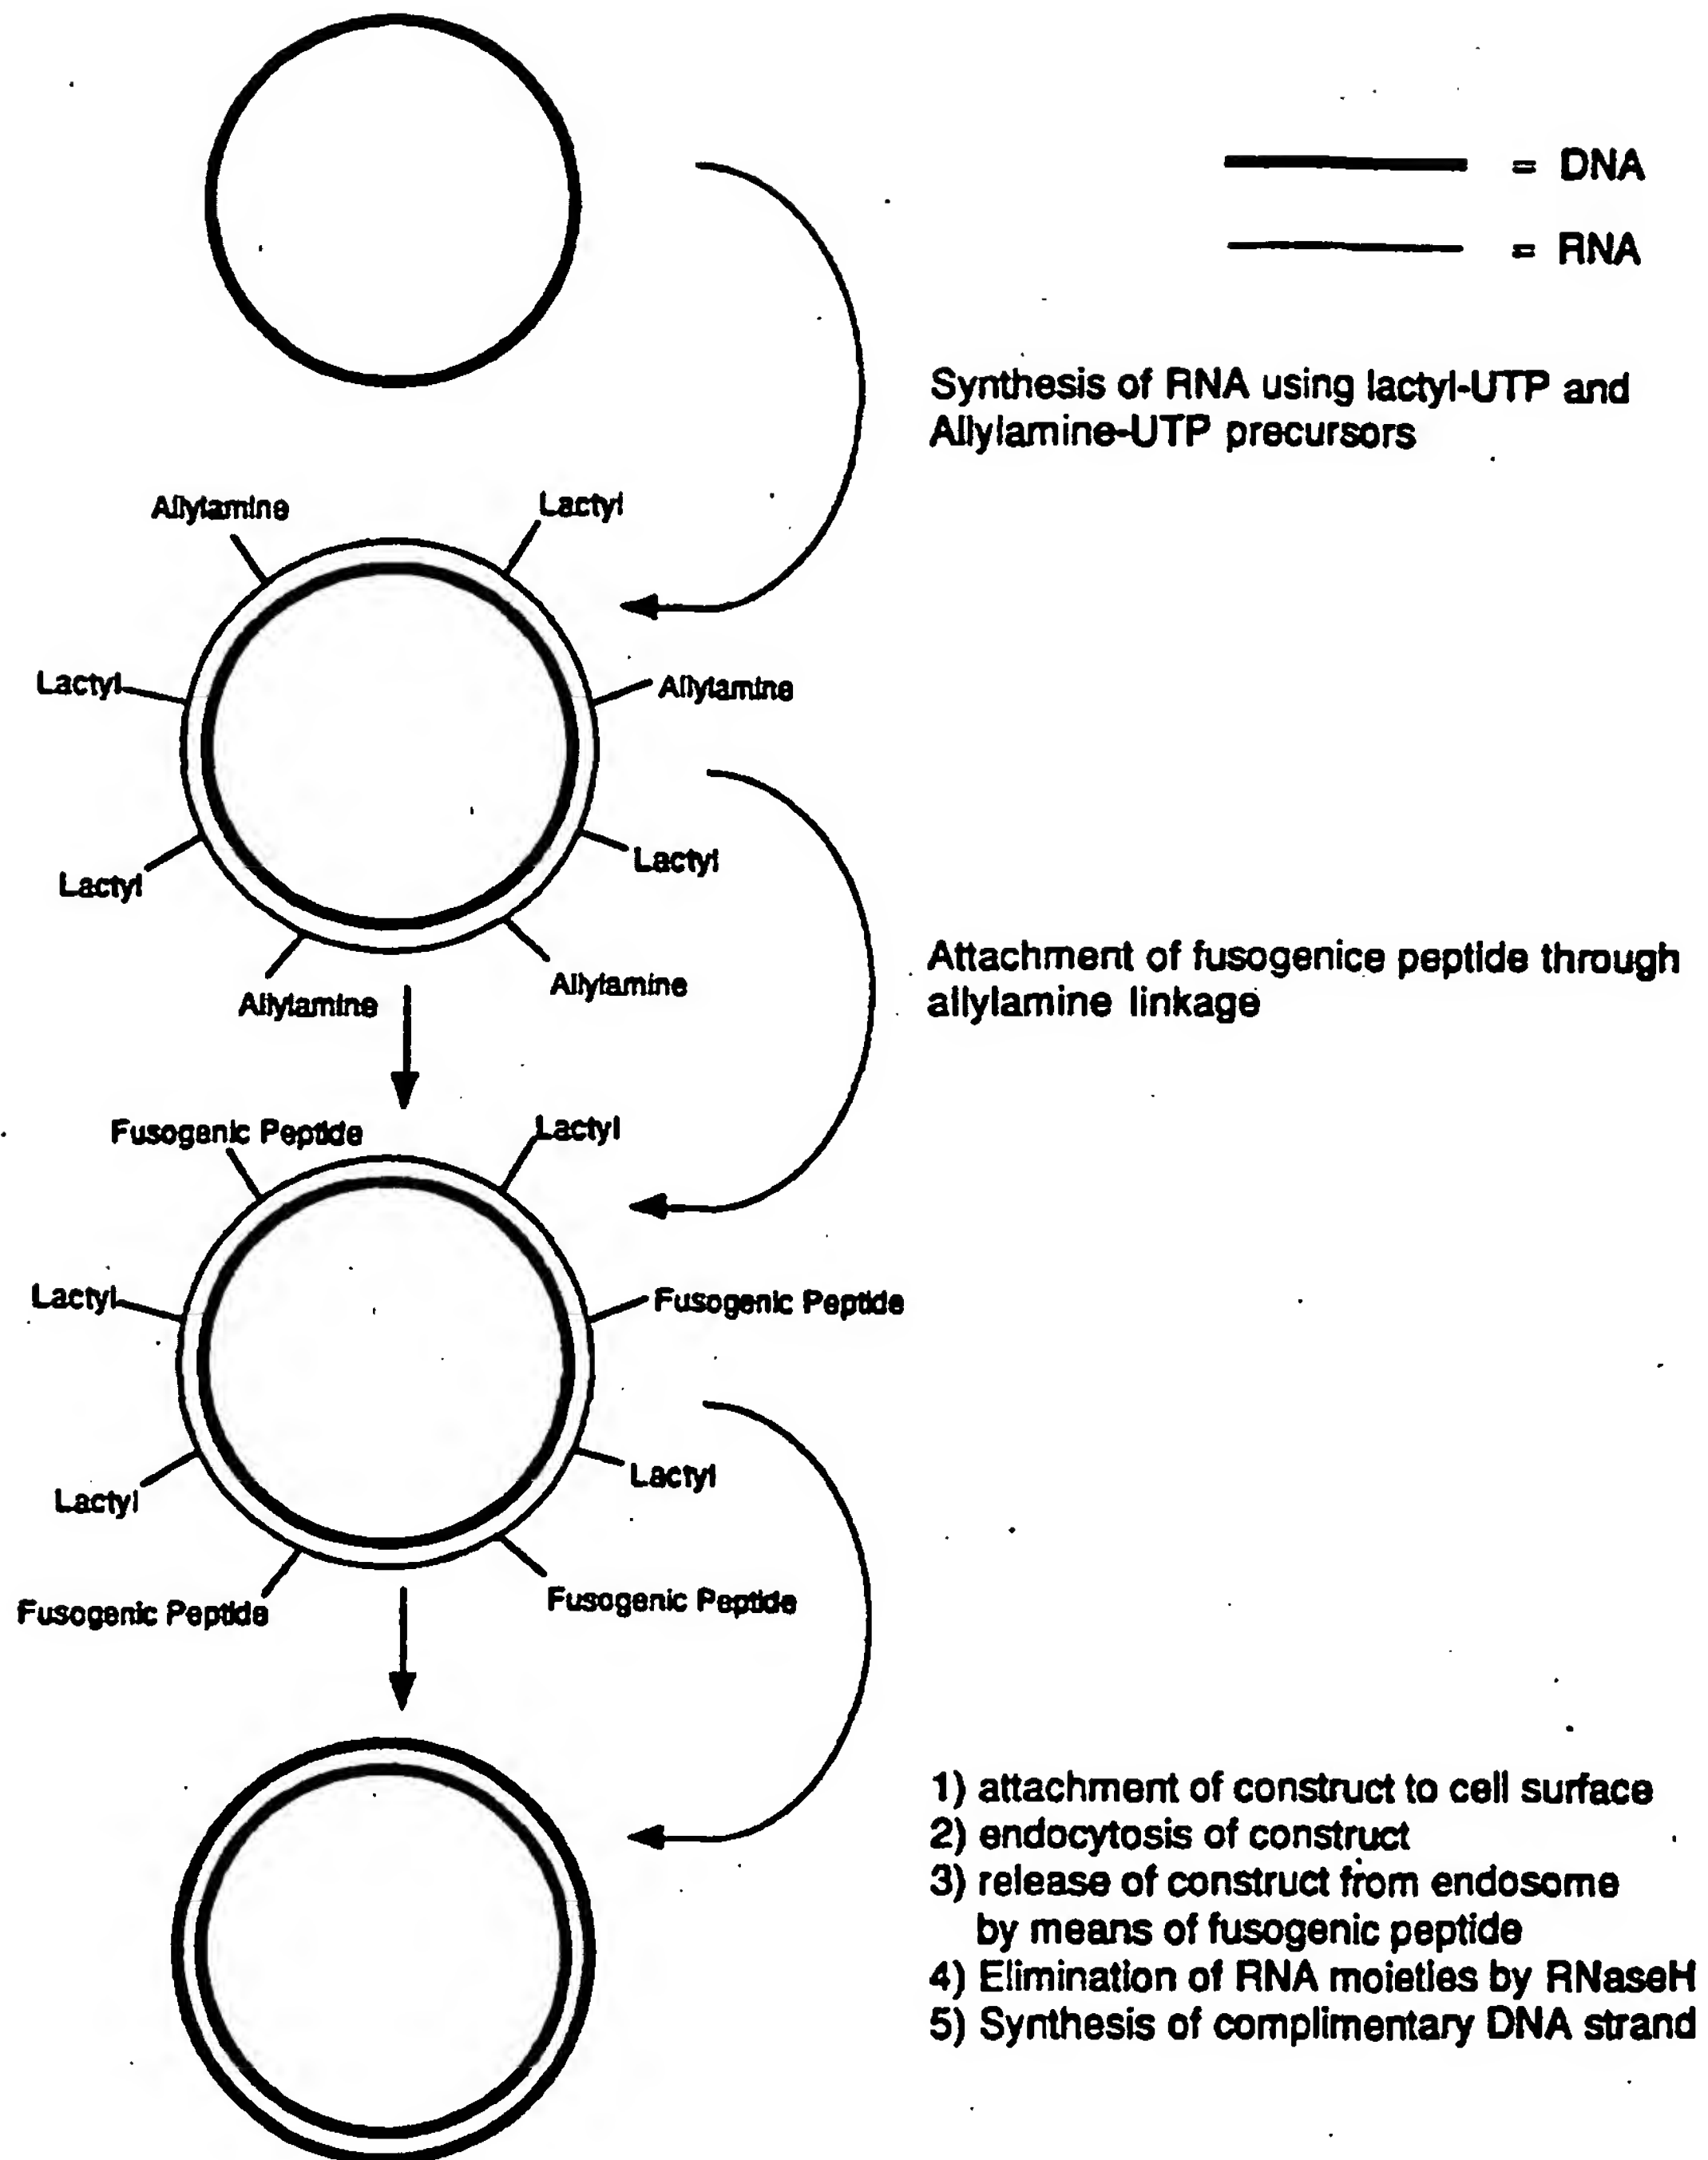 = DNA
= RNA
Synthesis of RNA using lactyl-UTP and
Allylamine-UTP precursors
Allylamine
Lactyl
Lactyl
Allylamine
Lactyl
Lactyl
Allylamine
Allylamine
Attachment of fusogenice peptide through
allylamine linkage
Fusogenic Peptide
Lactyl
Lactyl
Fusogenic Peptide
Lactyl
Lactyl
Fusogenic Peptide
Fusogenic Peptide
1) attachment of construct to cell surface
2) endocytosis of construct
3) release of construct from endosome
by means of fusogenic peptide
4) Elimination of RNA moieties by RNaseH
5) Synthesis of complimentary DNA strand